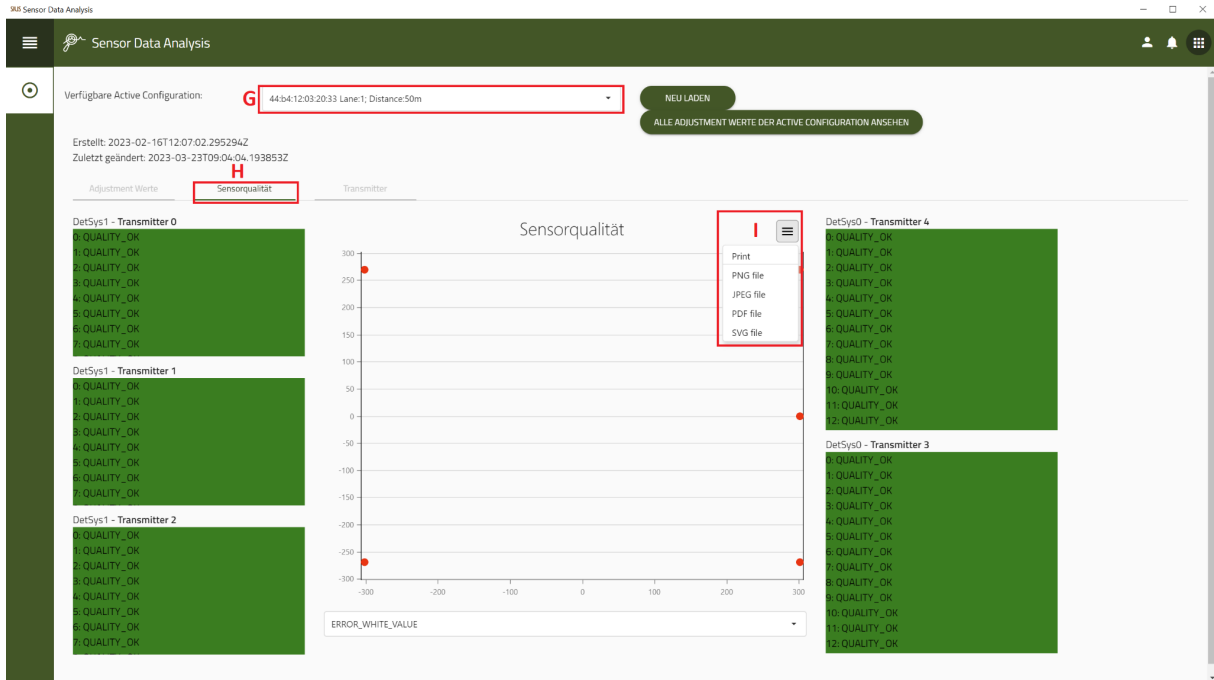 SIUS Sensor Data Analysis
Sensor Data Analysis
Verfügbare Active Configuration:
G
44:b4:12:03:20:33 Lane:1; Distance:50m
NEU LADEN
ALLE ADJUSTMENT WERTE DER ACTIVE CONFIGURATION ANSEHEN
Erstellt: 2023-02-16T12:07:02.295294Z
Zuletzt geändert: 2023-03-23T09:04:04.193853Z
H
Adjustment Werte
Sensorqualität
Transmitter
DetSys1 - Transmitter 0
0: QUALITY_OK
1: QUALITY_OK
2: QUALITY_OK
3: QUALITY_OK
4: QUALITY_OK
5: QUALITY_OK
6: QUALITY_OK
7: QUALITY_OK
DetSys1 - Transmitter 1
0: QUALITY_OK
1: QUALITY_OK
2: QUALITY_OK
3: QUALITY_OK
4: QUALITY_OK
5: QUALITY_OK
6: QUALITY_OK
7: QUALITY_OK
DetSys1 - Transmitter 2
0: QUALITY_OK
1: QUALITY_OK
2: QUALITY_OK
3: QUALITY_OK
4: QUALITY_OK
5: QUALITY_OK
6: QUALITY_OK
7: QUALITY_OK
Sensorqualität
I
Print
PNG file
JPEG file
PDF file
SVG file
300
250
200
150
100
50
0
-50
-100
-150
-200
-250
-300
-300
-200
-100
0
100
200
300
ERROR_WHITE_VALUE
DetSys0 - Transmitter 4
0: QUALITY_OK
1: QUALITY_OK
2: QUALITY_OK
3: QUALITY_OK
4: QUALITY_OK
5: QUALITY_OK
6: QUALITY_OK
7: QUALITY_OK
8: QUALITY_OK
9: QUALITY_OK
10: QUALITY_OK
11: QUALITY_OK
12: QUALITY_OK
DetSys0 - Transmitter 3
0: QUALITY_OK
1: QUALITY_OK
2: QUALITY_OK
3: QUALITY_OK
4: QUALITY_OK
5: QUALITY_OK
6: QUALITY_OK
7: QUALITY_OK
8: QUALITY_OK
9: QUALITY_OK
10: QUALITY_OK
11: QUALITY_OK
12: QUALITY_OK